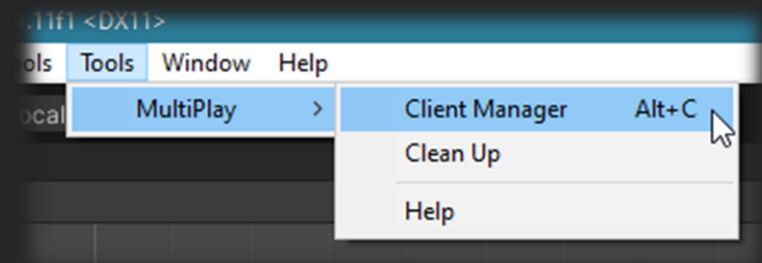 .11f1 <DX11>
ols Tools Window Help
ocal MultiPlay > Client Manager Alt+C
Clean Up
Help